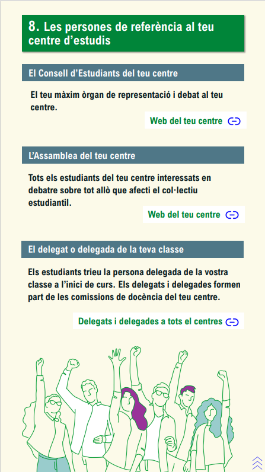 8. Les persones de referència al teu
centre d'estudis
El Consell d'Estudiants del teu centre
El teu màxim òrgan de representació i debat al teu
centre.
Web del teu centre
L'Assemblea del teu centre
Tots els estudiants del teu centre interessats en
debatre sobre tot allò que afecti el col·lectiu
estudiantil.
Web del teu centre
El delegat o delegada de la teva classe
Els estudiants trieu la persona delegada de la vostra
classe a l'inici de curs. Els delegats i delegades formen
part de les comissions de docència del teu centre.
Delegats i delegades a tots el centres